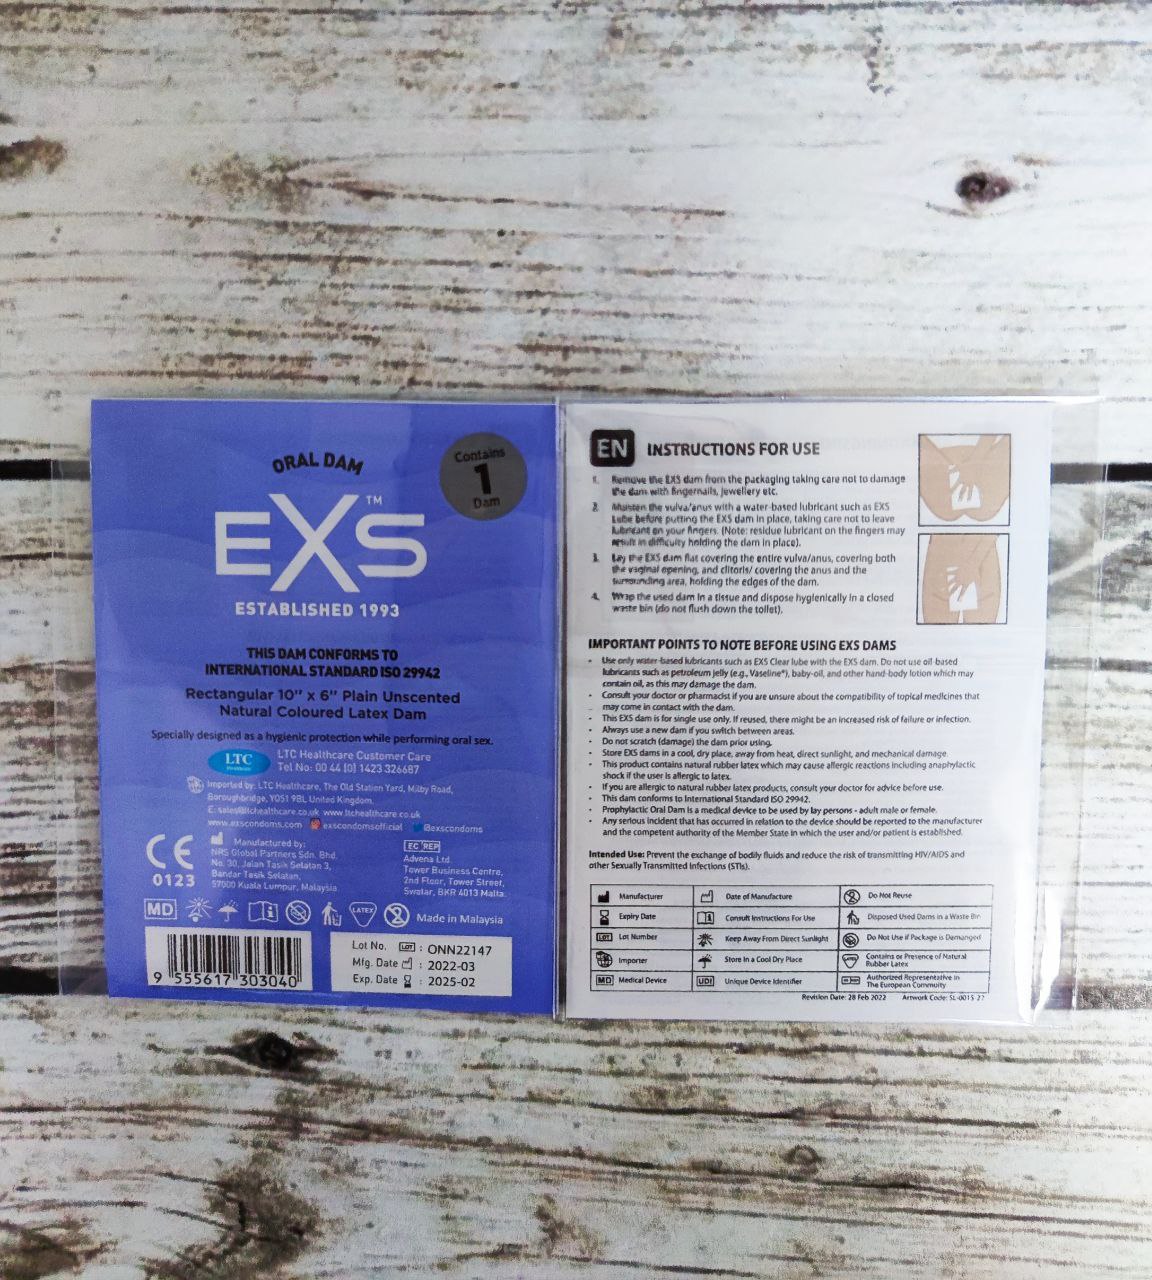 ORAL DAM
Contains
1
Dam
EXS™
ESTABLISHED 1993
THIS DAM CONFORMS TO
INTERNATIONAL STANDARD ISO 29942
Rectangular 10" x 6" Plain Unscented
Natural Coloured Latex Dam
Specially designed as a hygienic protection while performing oral sex.
LTC
Healthcare
LTC Healthcare Customer Care
Tel No: 00 44 (0) 1423 326687
Imported by: LTC Healthcare, The Old Station Yard, Milby Road,
Boroughbridge, YO51 9BL United Kingdom.
E: sales@ltchealthcare.co.uk www.ltchealthcare.co.uk
www.exscondoms.com exscondomsofficial @exscondoms
CE
0123
Manufactured by:
NRS Global Partners Sdn. Bhd.
No. 30, Jalan Tasik Selatan 3,
Bandar Tasik Selatan,
57000 Kuala Lumpur, Malaysia
EC REP
Advena Ltd.
Tower Business Centre,
2nd Floor, Tower Street,
Swatar, BKR 4013 Malta.
MD
LATEX
Made in Malaysia
9 555617 303040
Lot No. LOT : ONN22147
Mfg. Date : 2022-03
Exp. Date : 2025-02
EN INSTRUCTIONS FOR USE
1. Remove the EXS dam from the packaging taking care not to damage
the dam with fingernails, jewellery etc.
2. Moisten the vulva/anus with a water-based lubricant such as EXS
Lube before putting the EXS dam in place, taking care not to leave
lubricant on your fingers. (Note: residue lubricant on the fingers may
result in difficulty holding the dam in place).
3. Lay the EXS dam flat covering the entire vulva/anus, covering both
the vaginal opening, and clitoris/ covering the anus and the
surrounding area, holding the edges of the dam.
4. Wrap the used dam in a tissue and dispose hygienically in a closed
waste bin (do not flush down the toilet).
IMPORTANT POINTS TO NOTE BEFORE USING EXS DAMS
• Use only water-based lubricants such as EXS Clear lube with the EXS dam. Do not use oil-based
lubricants such as petroleum jelly (e.g., Vaseline®), baby-oil, and other hand-body lotion which may
contain oil, as this may damage the dam.
• Consult your doctor or pharmacist if you are unsure about the compatibility of topical medicines that
may come in contact with the dam.
• This EXS dam is for single use only. If reused, there might be an increased risk of failure or infection.
• Always use a new dam if you switch between areas.
• Do not scratch (damage) the dam prior using.
• Store EXS dams in a cool, dry place, away from heat, direct sunlight, and mechanical damage.
• This product contains natural rubber latex which may cause allergic reactions including anaphylactic
shock if the user is allergic to latex.
• If you are allergic to natural rubber latex products, consult your doctor for advice before use.
• This dam conforms to International Standard ISO 29942.
• Prophylactic Oral Dam is a medical device to be used by lay persons - adult male or female.
• Any serious incident that has occurred in relation to the device should be reported to the manufacturer
and the competent authority of the Member State in which the user and/or patient is established.
Intended Use: Prevent the exchange of bodily fluids and reduce the risk of transmitting HIV/AIDS and
other Sexually Transmitted Infections (STIs).
Manufacturer Date of Manufacture Do Not Reuse
Expiry Date Consult Instructions For Use Disposed Used Dams in a Waste Bin
LOT Lot Number Keep Away From Direct Sunlight Do Not Use if Package is Damanged
Importer Store in a Cool Dry Place Contains or Presence of Natural
Rubber Latex
MD Medical Device UDI Unique Device Identifier Authorized Representative in
The European Commuity
Revision Date: 28 Feb 2022 Artwork Code: SL-0015